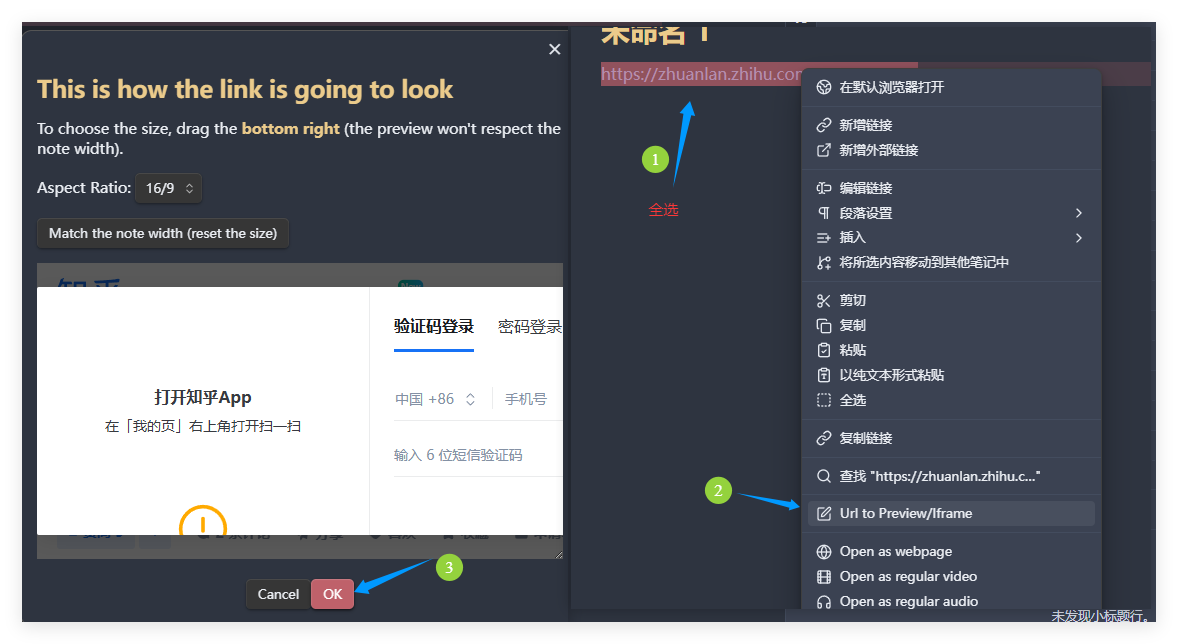 This is how the link is going to look
To choose the size, drag the bottom right (the preview won't respect the
note width).
Aspect Ratio: 16/9
Match the note width (reset the size)
知乎
验证码登录 密码登录
打开知乎App
在「我的页」右上角打开扫一扫
中国 +86 手机号
输入 6 位短信验证码
Cancel OK
3
未命名 1
https://zhuanlan.zhihu.com
1
全选
2
在默认浏览器打开
新增链接
新增外部链接
编辑链接
段落设置
插入
将所选内容移动到其他笔记中
剪切
复制
粘贴
以纯文本形式粘贴
全选
复制链接
查找 "https://zhuanlan.zhihu.c..."
Url to Preview/Iframe
Open as webpage
Open as regular video
Open as regular audio
未发现小标题行。